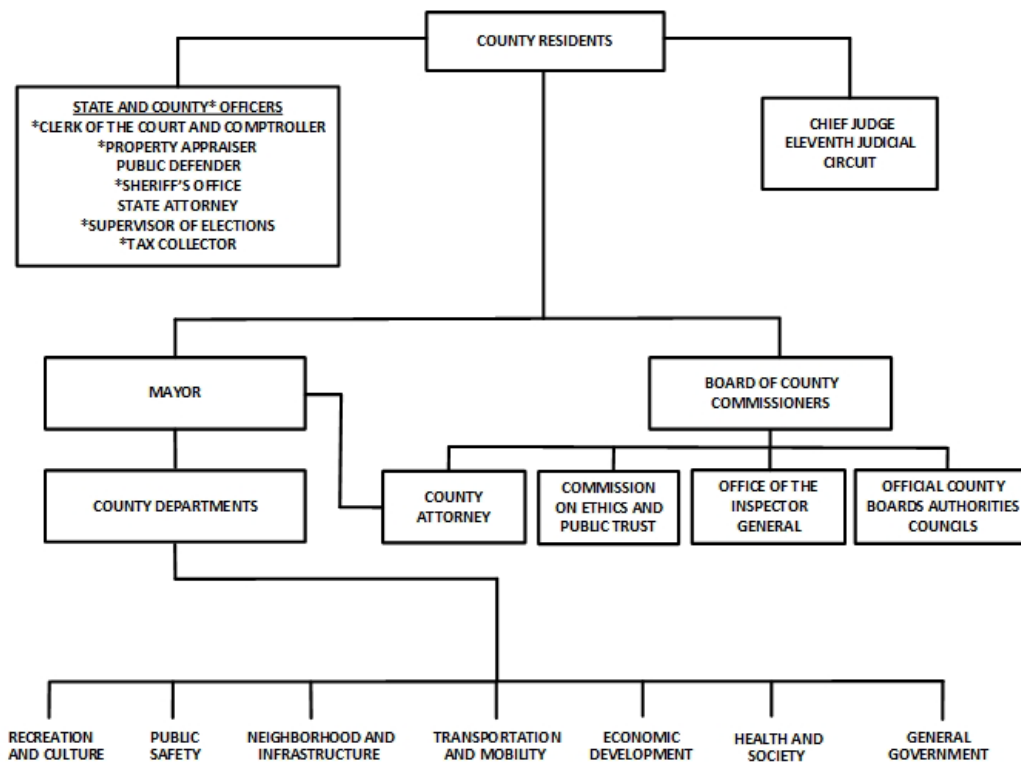 COUNTY RESIDENTS
STATE AND COUNTY* OFFICERS
*CLERK OF THE COURT AND COMPTROLLER
*PROPERTY APPRAISER
PUBLIC DEFENDER
*SHERIFF'S OFFICE
STATE ATTORNEY
*SUPERVISOR OF ELECTIONS
*TAX COLLECTOR
CHIEF JUDGE
ELEVENTH JUDICIAL
CIRCUIT
MAYOR
BOARD OF COUNTY
COMMISSIONERS
COUNTY DEPARTMENTS
COUNTY
ATTORNEY
COMMISSION
ON ETHICS AND
PUBLIC TRUST
OFFICE OF THE
INSPECTOR
GENERAL
OFFICIAL COUNTY
BOARDS AUTHORITIES
COUNCILS
RECREATION
AND CULTURE
PUBLIC
SAFETY
NEIGHBORHOOD AND
INFRASTRUCTURE
TRANSPORTATION
AND MOBILITY
ECONOMIC
DEVELOPMENT
HEALTH AND
SOCIETY
GENERAL
GOVERNMENT